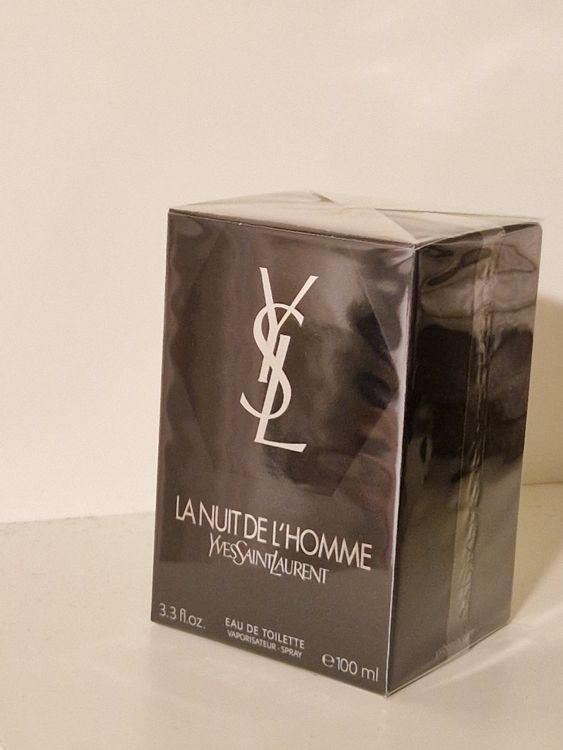 YSL
LA NUIT DE L'HOMME
YVESSAINTLAURENT
3.3 fl.oz.
EAU DE TOILETTE
VAPORISATEUR - SPRAY
℮100 ml